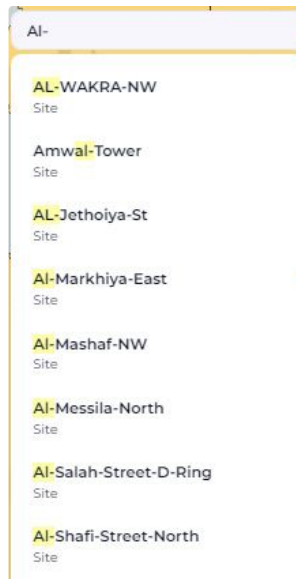 Al-
AL-WAKRA-NW
Site
Amwal-Tower
Site
AL-Jethoiya-St
Site
Al-Markhiya-East
Site
Al-Mashaf-NW
Site
Al-Messila-North
Site
Al-Salah-Street-D-Ring
Site
Al-Shafi-Street-North
Site